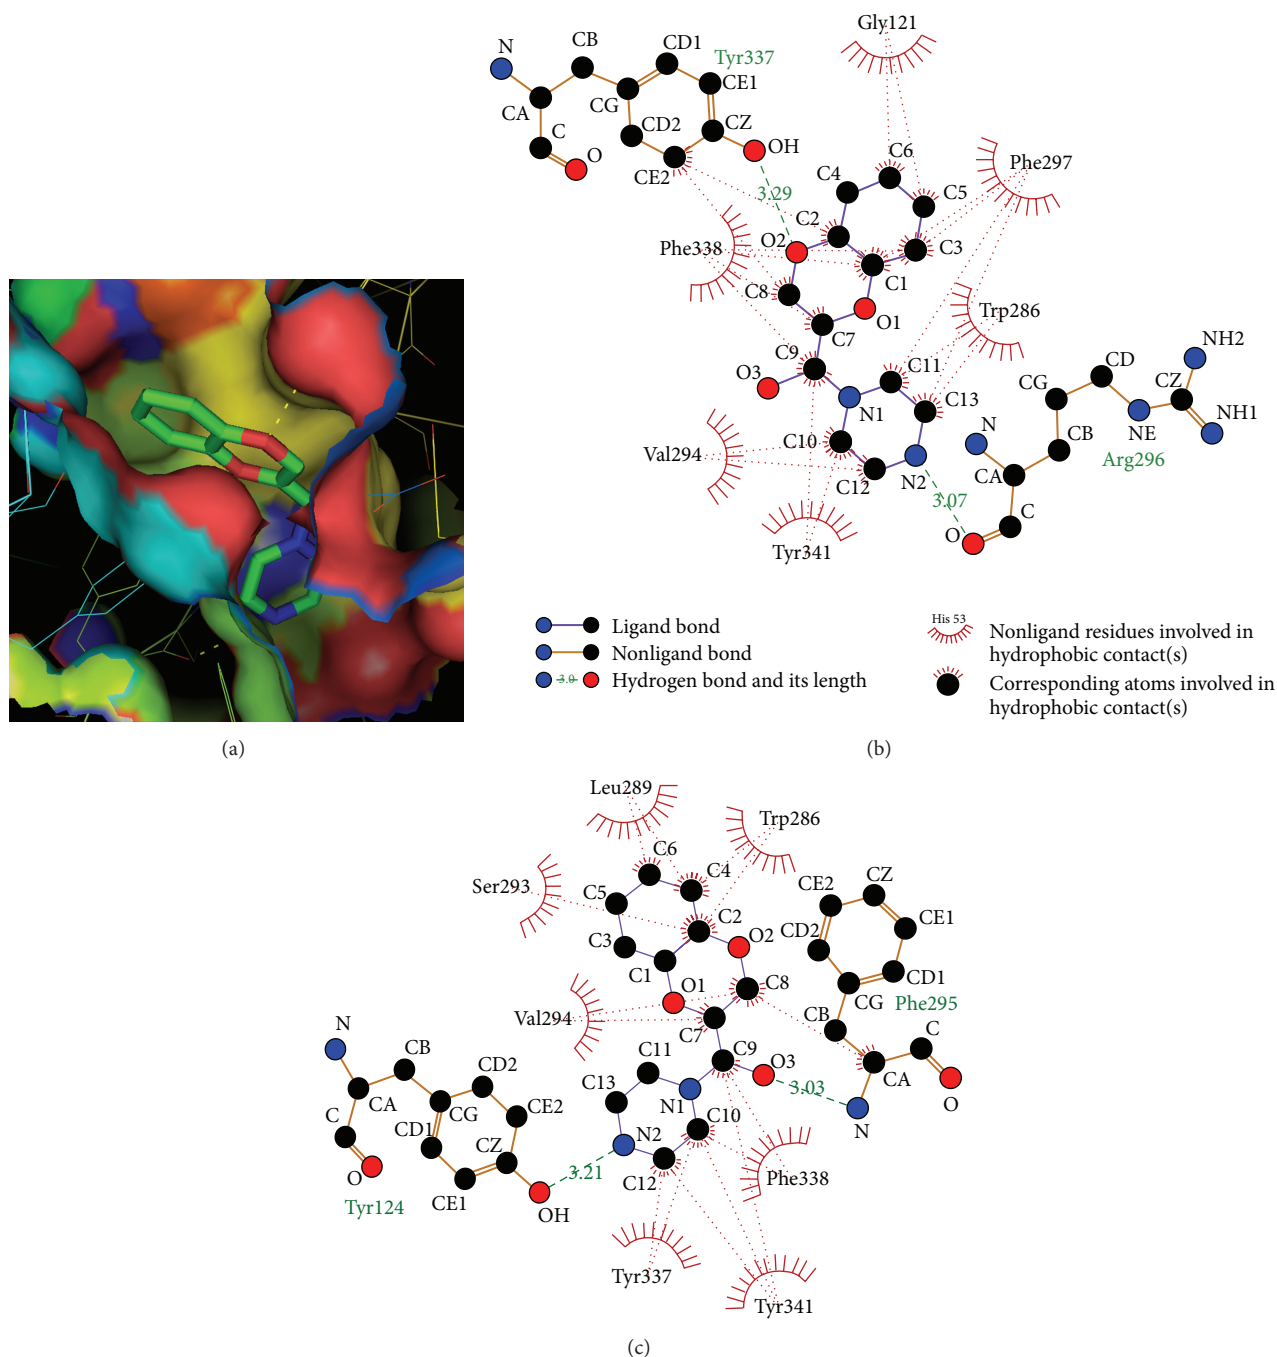 Gly121
N
CB
CD1
Tyr337
CE1
CA
CG
C
CD2
CZ
O
OH
CE2
3.29
C6
Phe297
C4
C5
C2
O2
C3
Phe338
C1
C8
O1
Trp286
C7
C9
O3
C11
C13
N1
C10
Val294
C12
N2
3.07
Tyr341
NH2
CD
CZ
CG
NH1
N
NE
CB
CA
Arg296
C
O
(a)
Ligand bond
Nonligand bond
3.0
Hydrogen bond and its length
His 53
Nonligand residues involved in
hydrophobic contact(s)
Corresponding atoms involved in
hydrophobic contact(s)
(b)
Leu289
Trp286
C6
C4
Ser293
C5
C2
C3
O2
C1
O1
C8
Val294
C7
C9
O3
C11
C13
N1
C10
N2
C12
CE2
CZ
CD2
CE1
CD1
CG
Phe295
CB
C
CA
O
N
3.03
N
CB
CD2
CA
CG
CE2
C
CD1
CZ
O
Tyr124
CE1
OH
3.21
Phe338
Tyr337
Tyr341
(c)